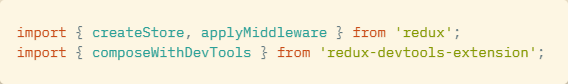 import { createStore, applyMiddleware } from 'redux';
import { composeWithDevTools } from 'redux-devtools-extension';